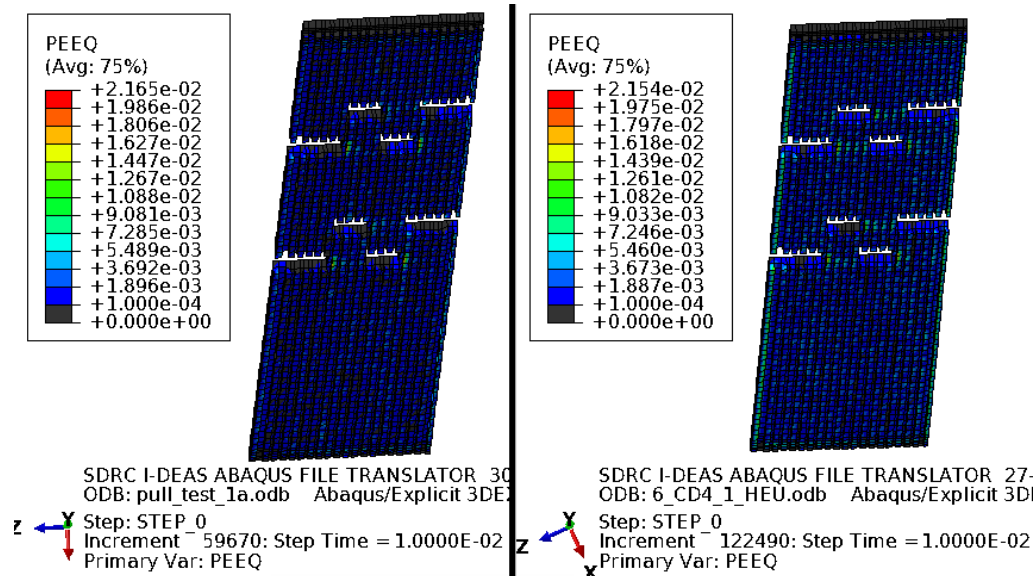 PEEQ
(Avg: 75%)
+2.165e-02
+1.986e-02
+1.806e-02
+1.627e-02
+1.447e-02
+1.267e-02
+1.088e-02
+9.081e-03
+7.285e-03
+5.489e-03
+3.692e-03
+1.896e-03
+1.000e-04
+0.000e+00
SDRC I-DEAS ABAQUS FILE TRANSLATOR 30
ODB: pull_test_1a.odb Abaqus/Explicit 3DEX
Y
Z
Step: STEP_0
Increment 59670: Step Time = 1.0000E-02
Primary Var: PEEQ
PEEQ
(Avg: 75%)
+2.154e-02
+1.975e-02
+1.797e-02
+1.618e-02
+1.439e-02
+1.261e-02
+1.082e-02
+9.033e-03
+7.246e-03
+5.460e-03
+3.673e-03
+1.887e-03
+1.000e-04
+0.000e+00
SDRC I-DEAS ABAQUS FILE TRANSLATOR 27-
ODB: 6_CD4_1_HEU.odb Abaqus/Explicit 3D
Y
Z
X
Step: STEP_0
Increment 122490: Step Time = 1.0000E-02
Primary Var: PEEQ